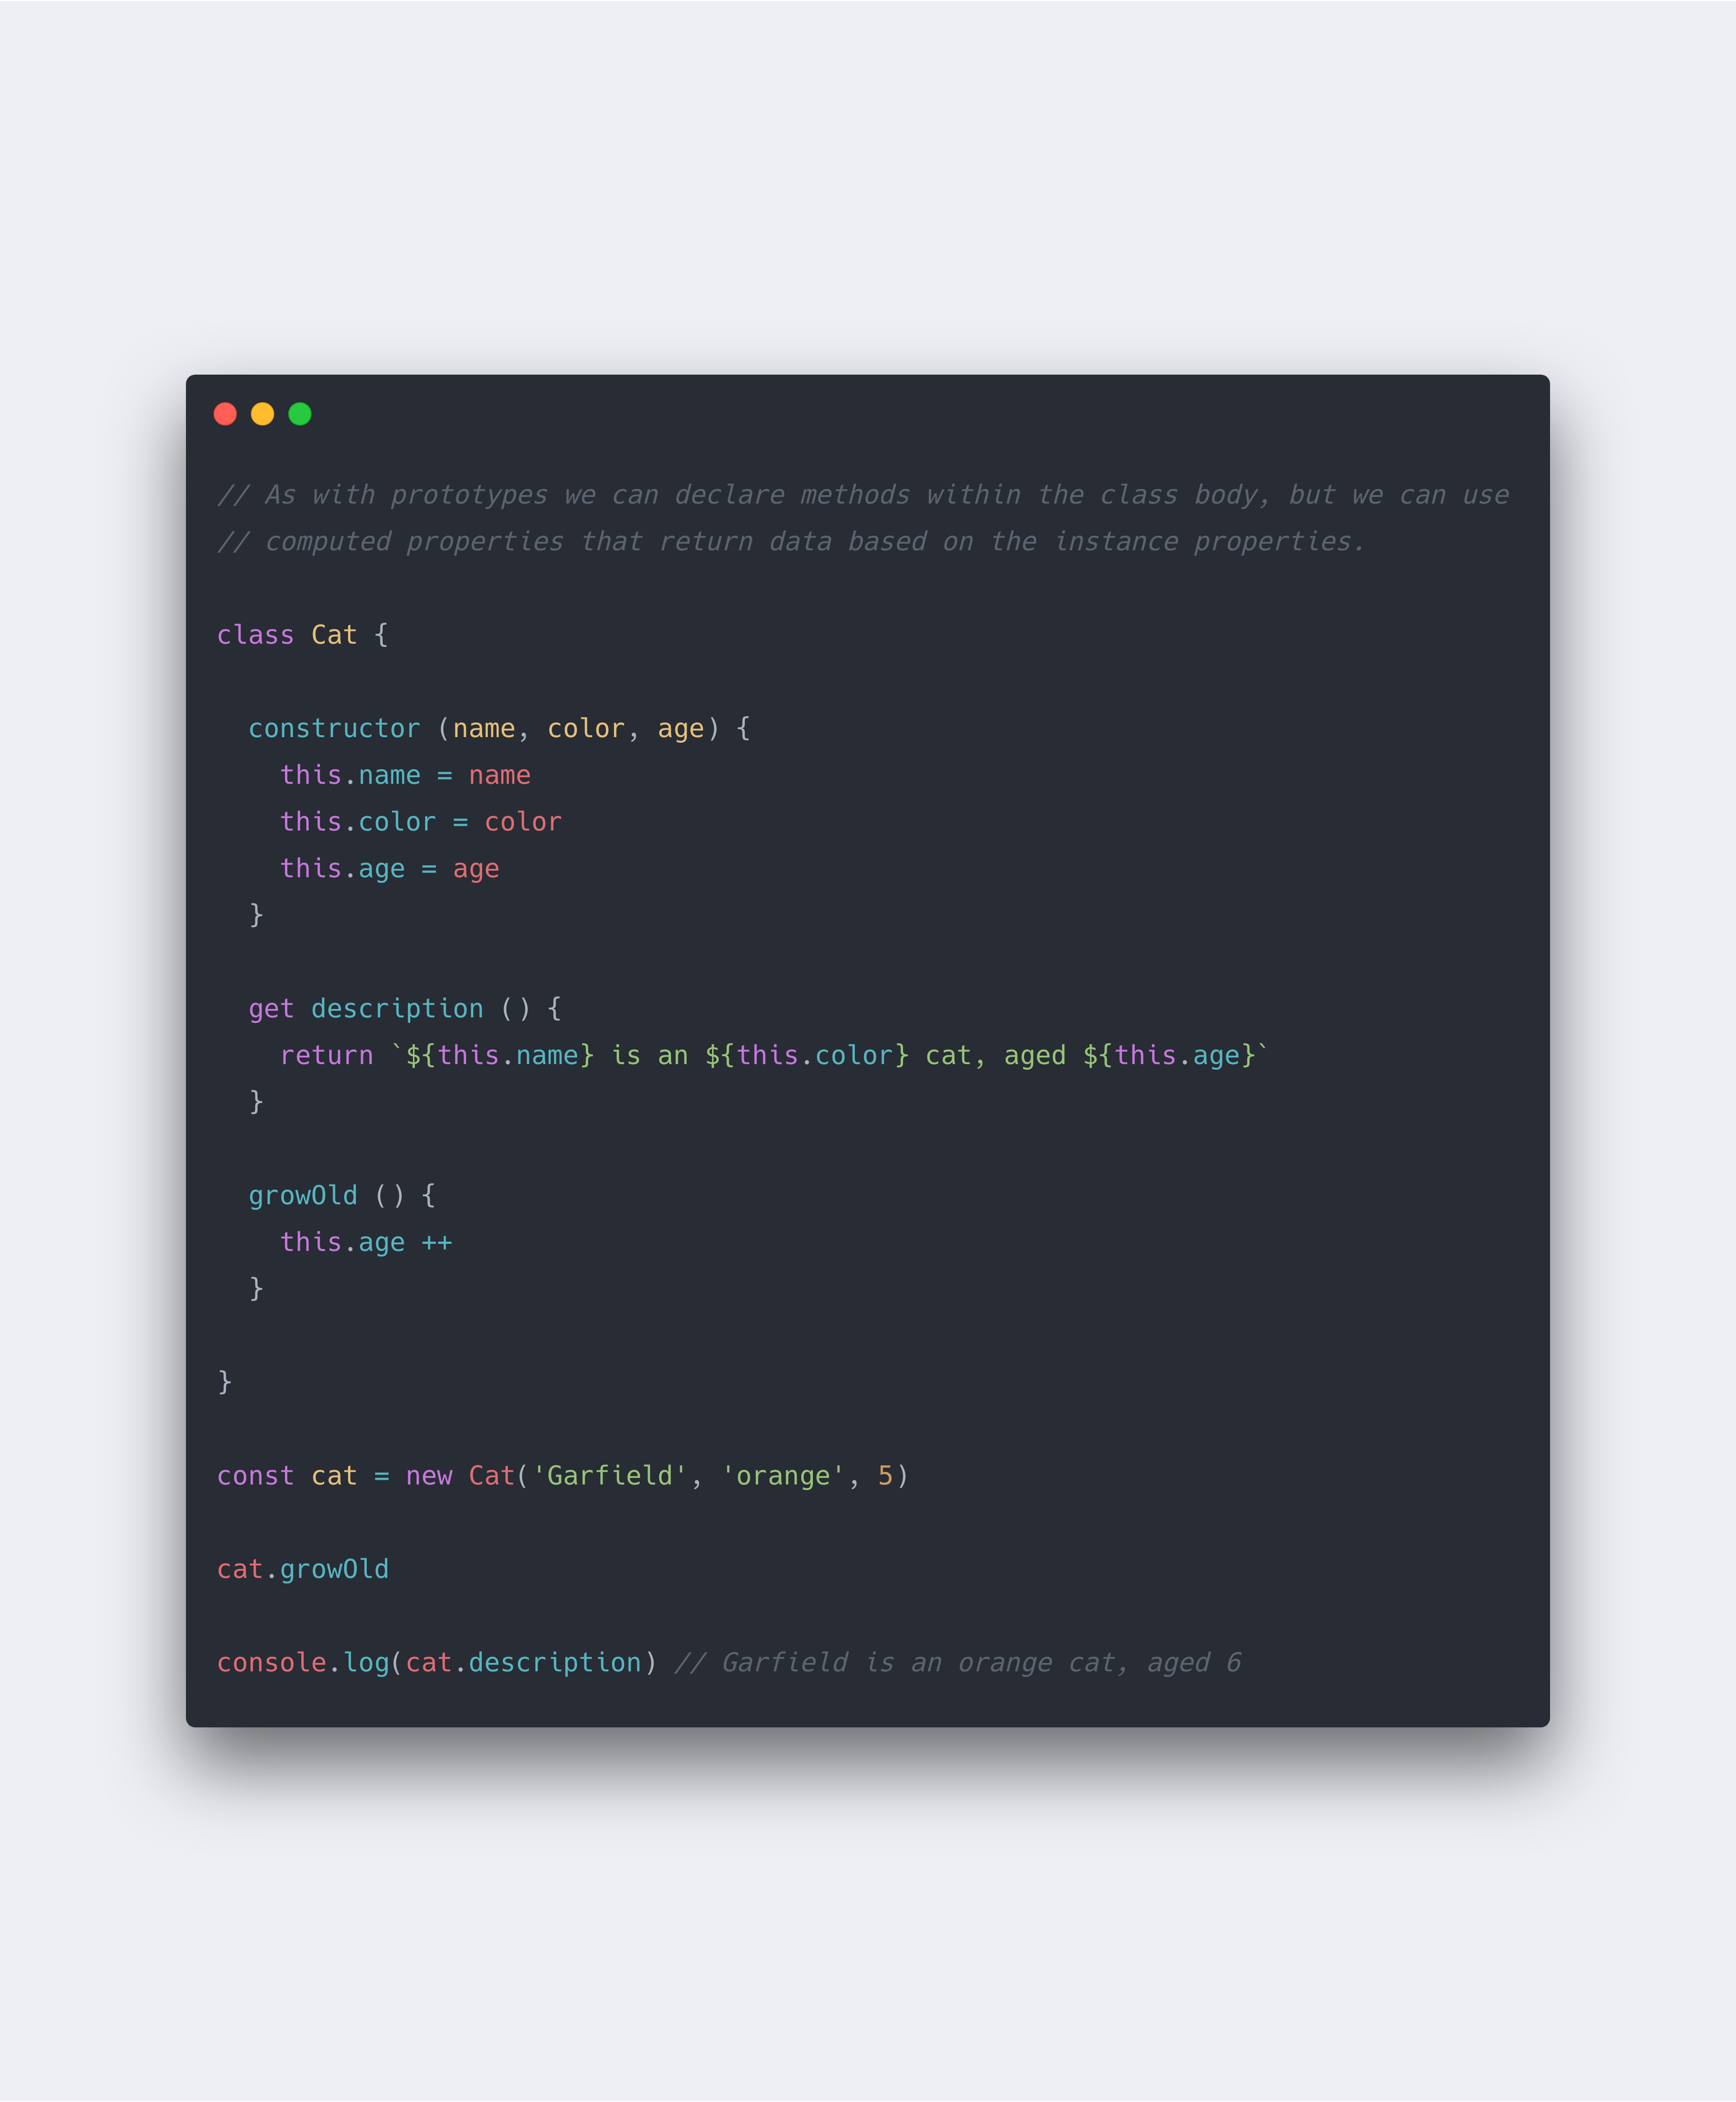 // As with prototypes we can declare methods within the class body, but we can use
// computed properties that return data based on the instance properties.
class Cat {
constructor (name, color, age) {
this.name = name
this.color = color
this.age = age
}
get description () {
return `${this.name} is an ${this.color} cat, aged ${this.age}`
}
growOld () {
this.age ++
}
}
const cat = new Cat('Garfield', 'orange', 5)
cat.growOld
console.log(cat.description) // Garfield is an orange cat, aged 6